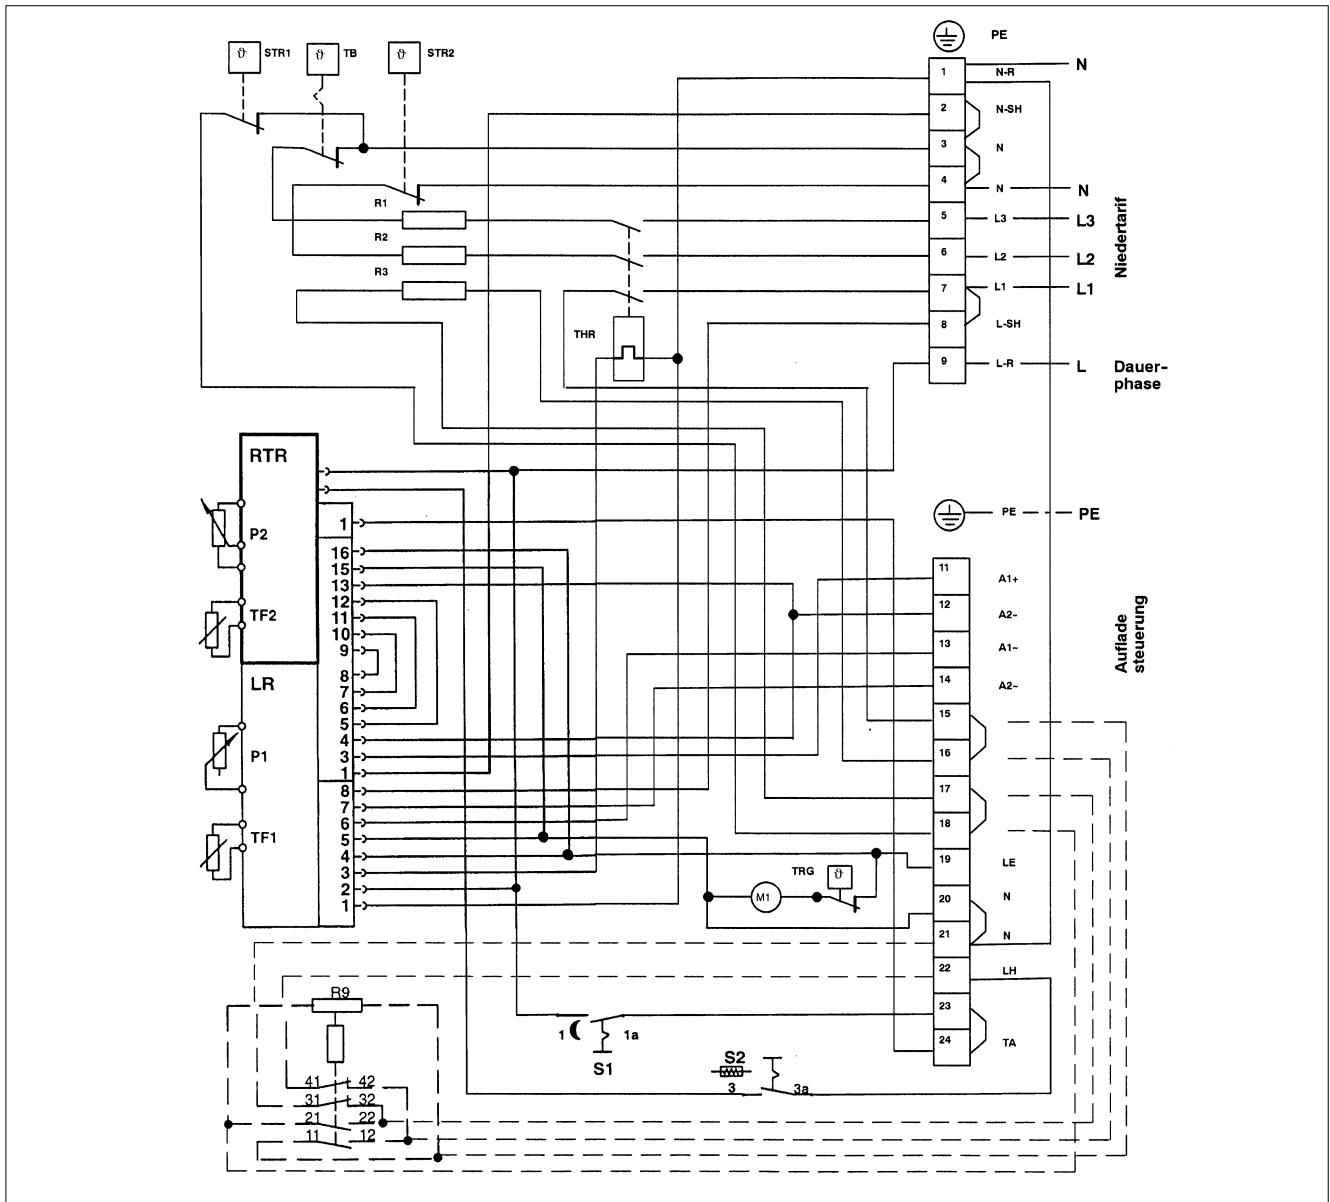 PE
STR1
TB
STR2
1 N-R N
2 N-SH
3 N
4 N N
R1
5 L3 L3
R2
6 L2 L2
R3
7 L1 L1
Niedertarif
8 L-SH
THR
9 L-R L
Dauer-
phase
RTR
PE PE
P2
TF2
LR
P1
TF1
1
16
15
13
12
11
10
9
8
7
6
5
4
3
1
8
7
6
5
4
3
2
1
11 A1+
12 A2-
13 A1~
14 A2~
Auflade
steuerung
15
16
17
18
TRG
19 LE
M1
20 N
21 N
22 LH
23
24 TA
R9
1 1a
S1
S2
3 3a
41 42
31 32
21 22
11 12